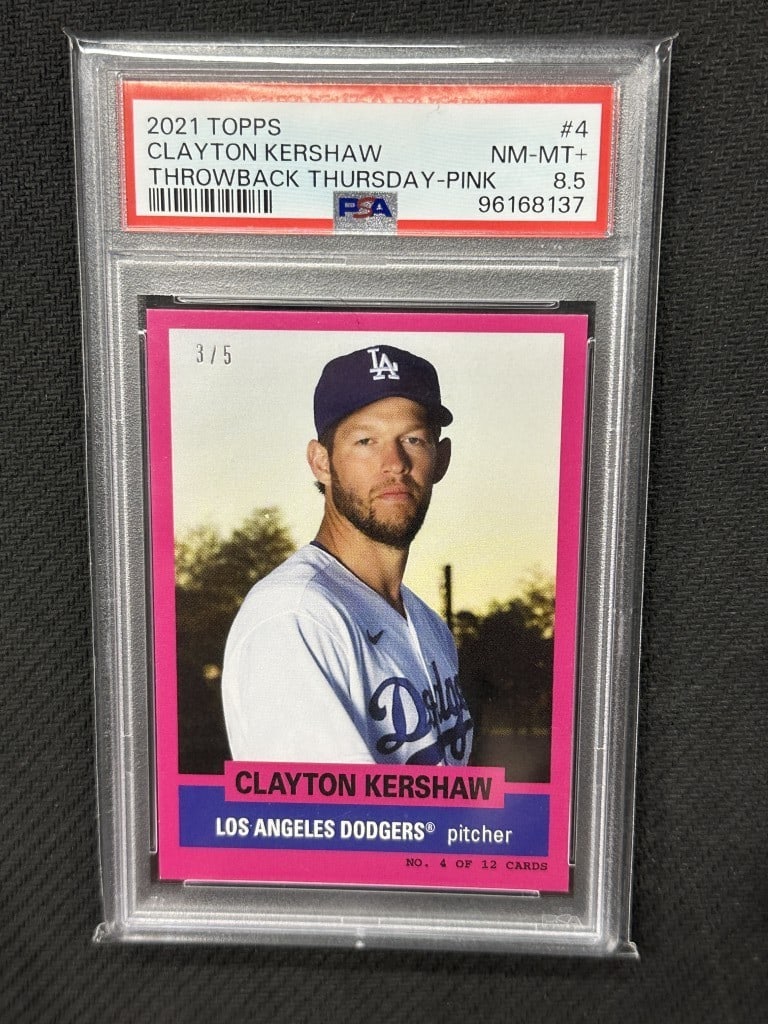 2021 TOPPS #4
CLAYTON KERSHAW NM-MT+
THROWBACK THURSDAY-PINK 8.5
PSA 96168137
3/5
LA
Dodgers
CLAYTON KERSHAW
LOS ANGELES DODGERS® pitcher
NO. 4 OF 12 CARDS